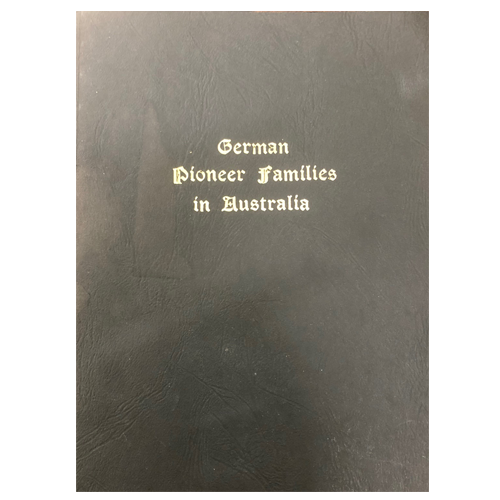 German
Pioneer Families
in Australia